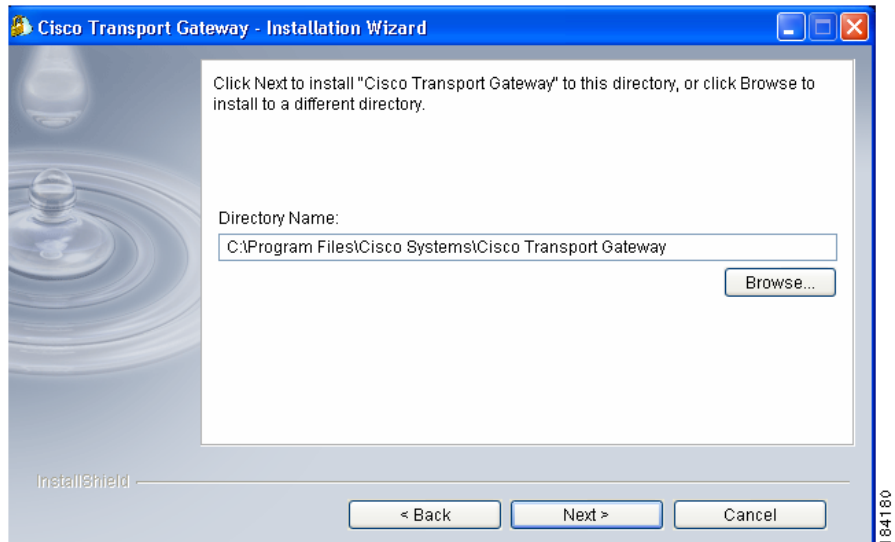 Cisco Transport Gateway - Installation Wizard
Click Next to install "Cisco Transport Gateway" to this directory, or click Browse to
install to a different directory.
Directory Name:
C:\Program Files\Cisco Systems\Cisco Transport Gateway
Browse...
InstallShield
< Back
Next >
Cancel
184180